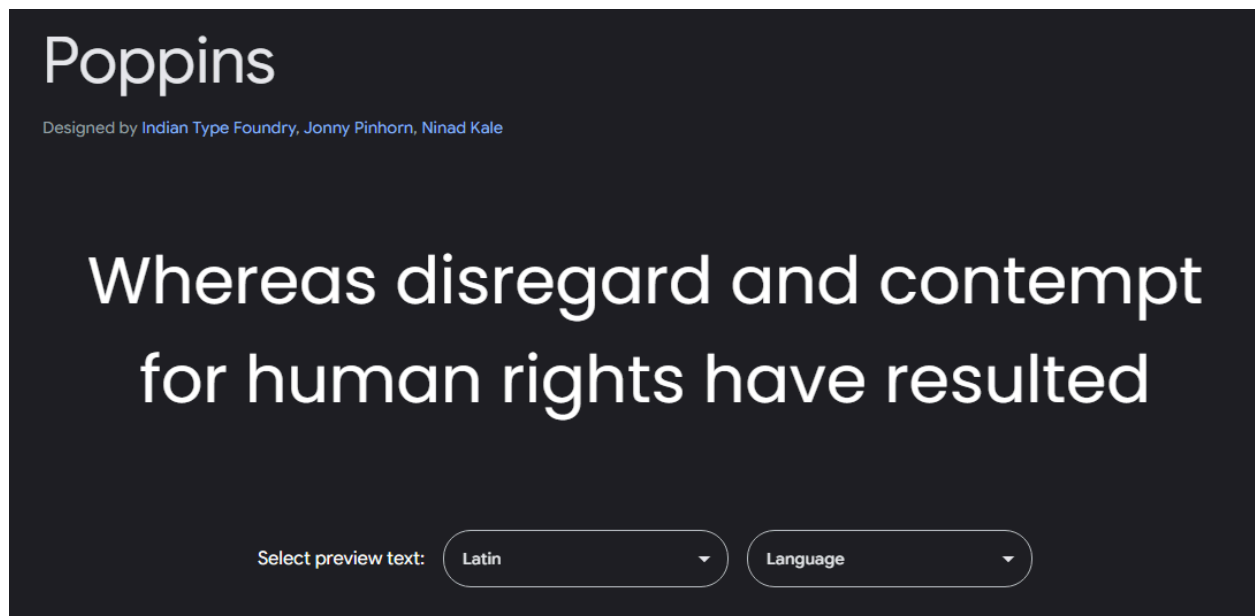 Poppins
Designed by Indian Type Foundry, Jonny Pinhorn, Ninad Kale
Whereas disregard and contempt
for human rights have resulted
Select preview text: Latin Language